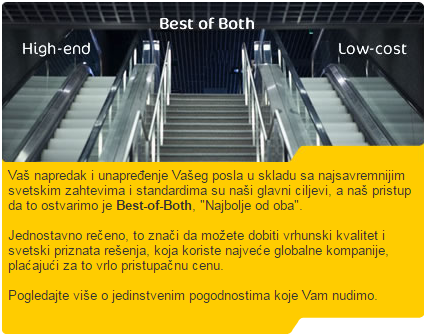 Best of Both
High-end
Low-cost
Vaš napredak i unapređenje Vašeg posla u skladu sa najsavremnijim
svetskim zahtevima i standardima su naši glavni ciljevi, a naš pristup
da to ostvarimo je Best-of-Both, "Najbolje od oba".
Jednostavno rečeno, to znači da možete dobiti vrhunski kvalitet i
svetski priznata rešenja, koja koriste najveće globalne kompanije,
plaćajući za to vrlo pristupačnu cenu.
Pogledajte više o jedinstvenim pogodnostima koje Vam nudimo.